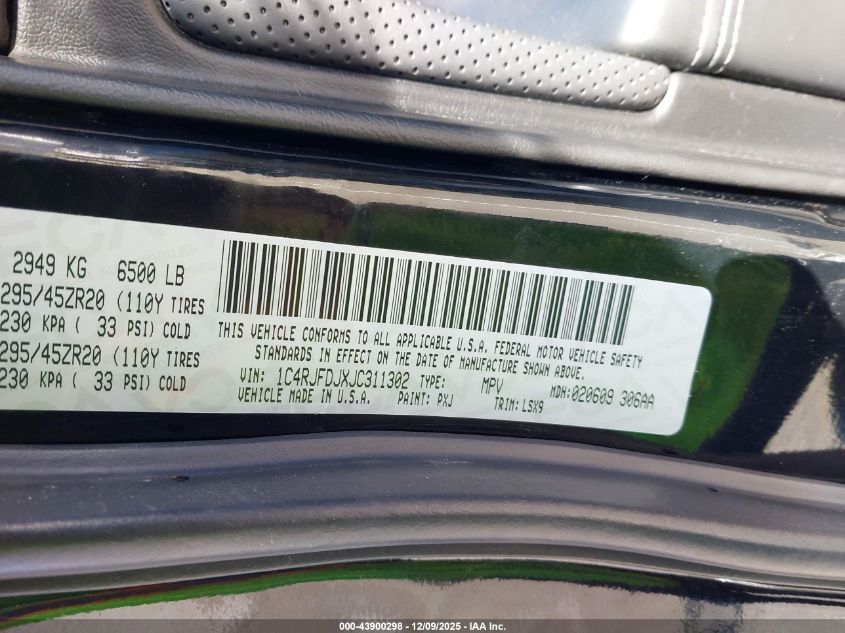 2949 KG 6500 LB
295/45ZR20 (110Y TIRES
230 KPA ( 33 PSI) COLD
295/45ZR20 (110Y TIRES
230 KPA ( 33 PSI) COLD
THIS VEHICLE CONFORMS TO ALL APPLICABLE U.S.A. FEDERAL MOTOR VEHICLE SAFETY
STANDARDS IN EFFECT ON THE DATE OF MANUFACTURE SHOWN ABOVE.
VIN: 1C4RJFDJXJC311302 TYPE: MPV MDH:020609 306AA
VEHICLE MADE IN U.S.A. PAINT: PXJ TRIM: LSX9
000-43900298 - 12/09/2025 - IAA Inc.